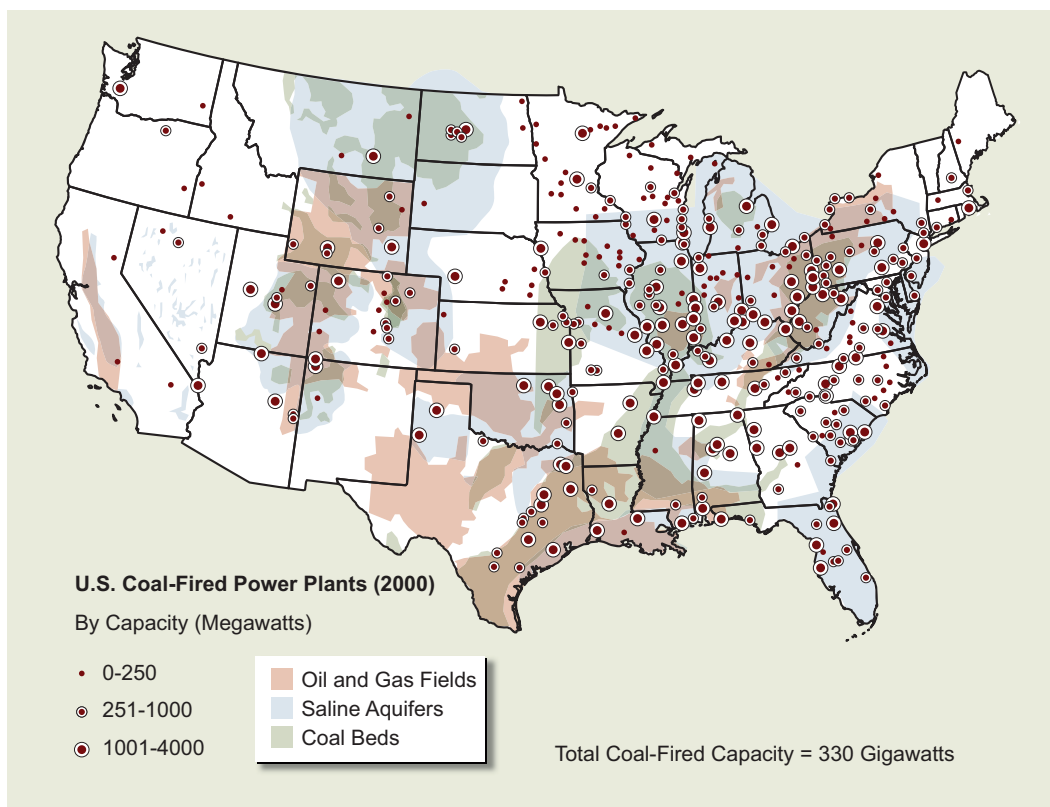 U.S. Coal-Fired Power Plants (2000)
By Capacity (Megawatts)
0-250
251-1000
1001-4000
Oil and Gas Fields
Saline Aquifers
Coal Beds
Total Coal-Fired Capacity = 330 Gigawatts